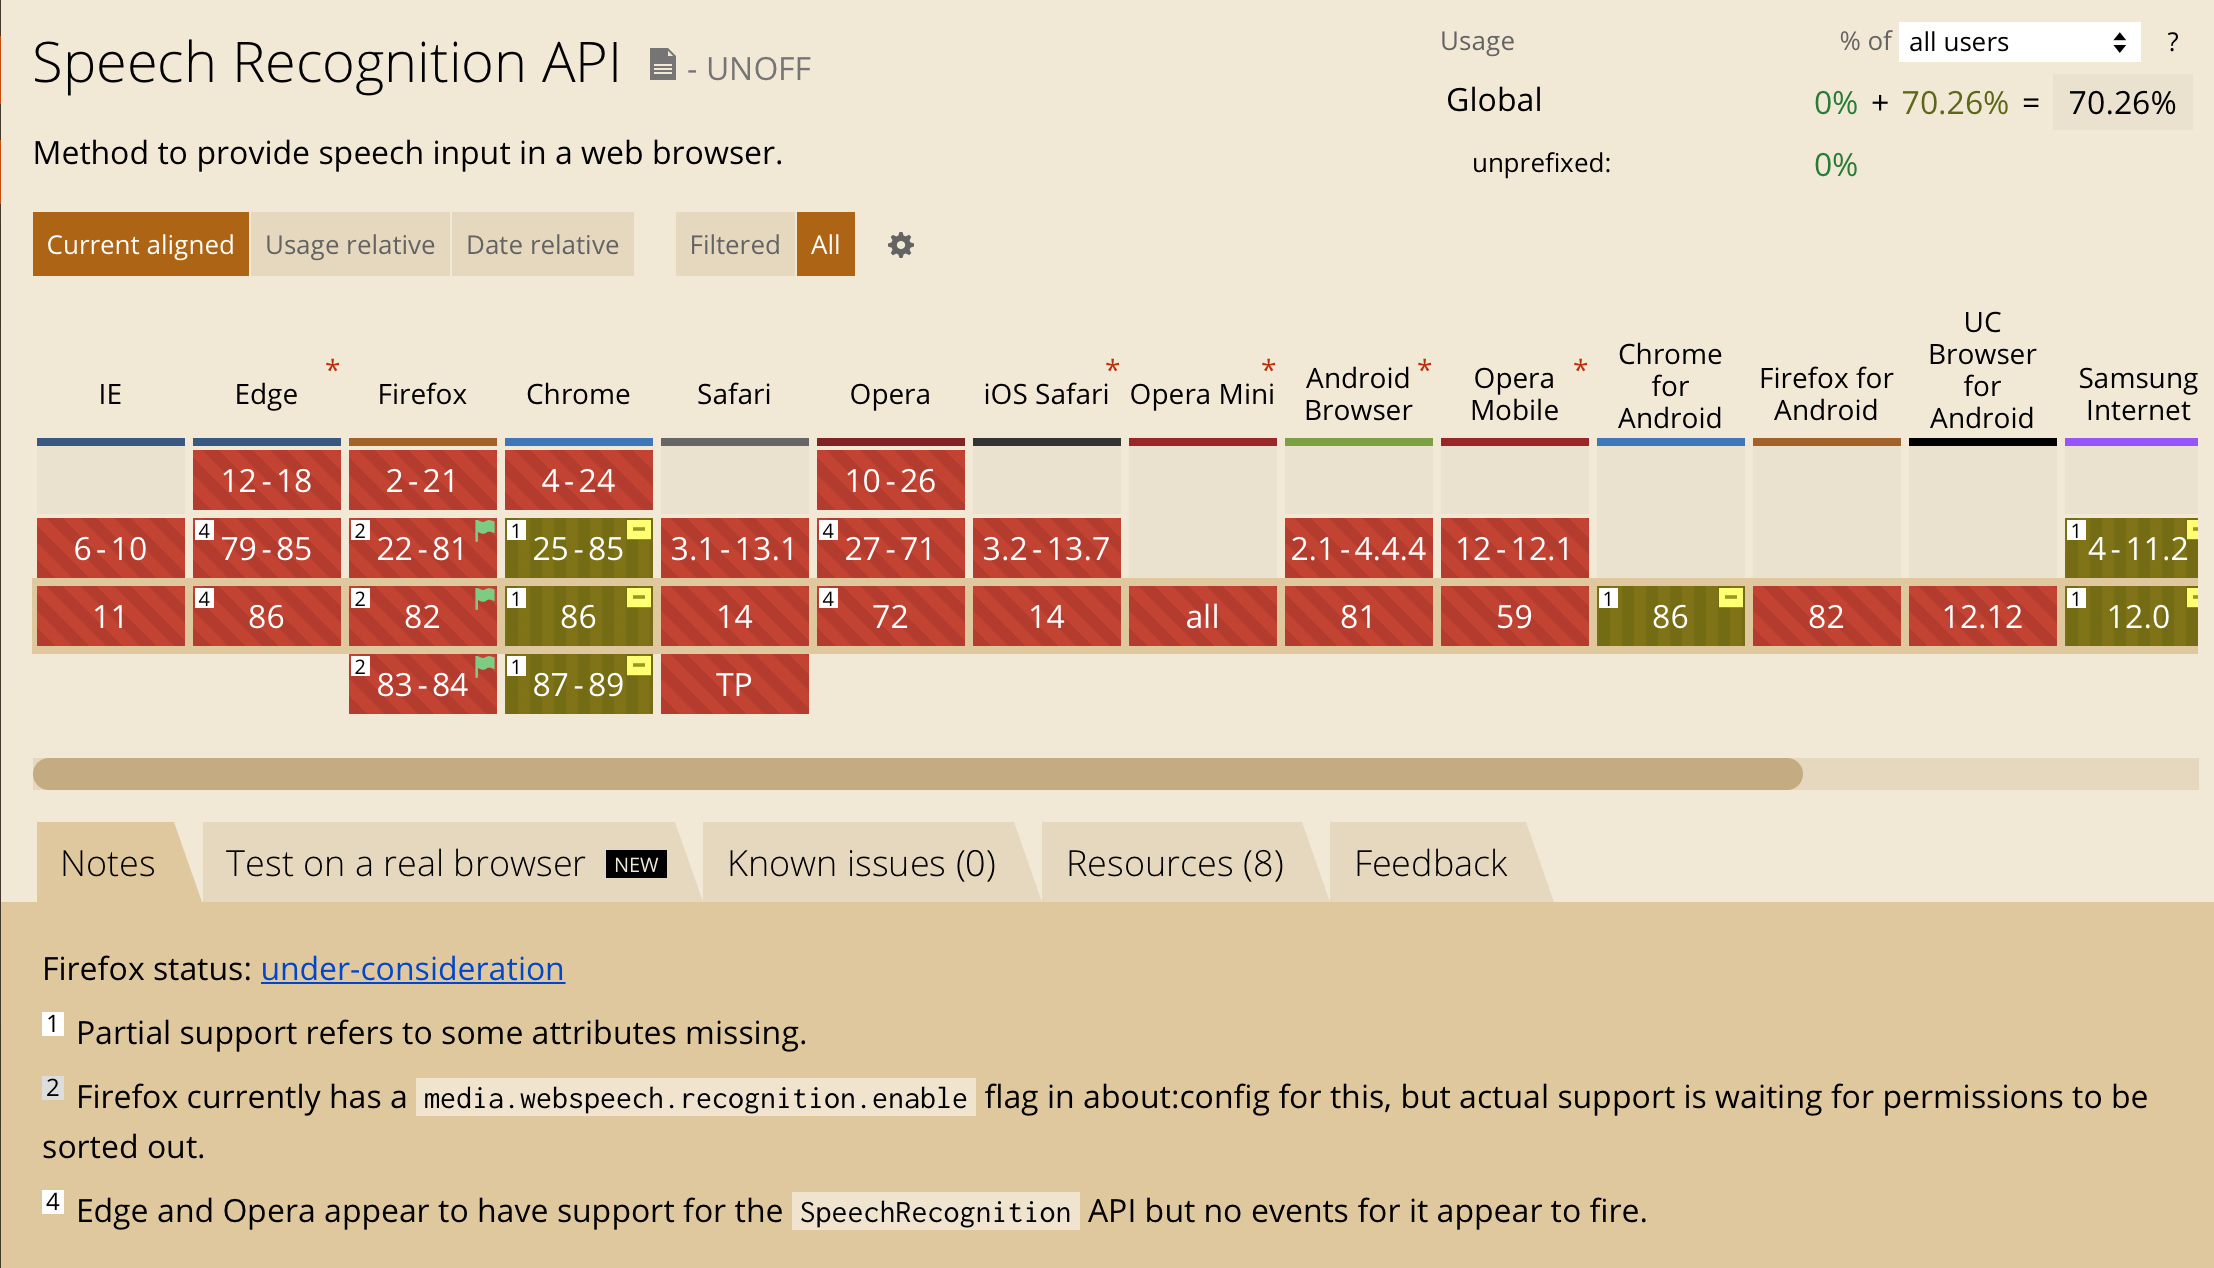 Speech Recognition API - UNOFF
Usage % of all users ?
Global 0% + 70.26% = 70.26%
unprefixed: 0%
Method to provide speech input in a web browser.
Current aligned Usage relative Date relative Filtered All
IE
Edge *
Firefox
Chrome
Safari
Opera
iOS Safari *
Opera Mini *
Android Browser *
Opera Mobile *
Chrome for Android
Firefox for Android
UC Browser for Android
Samsung Internet
12-18 2-21 4-24 10-26
6-10 4 79-85 2 22-81 1 25-85 3.1-13.1 4 27-71 3.2-13.7 2.1-4.4.4 12-12.1 1 4-11.2
11 4 86 2 82 1 86 14 4 72 14 all 81 59 1 86 82 12.12 1 12.0
2 83-84 1 87-89 TP
Notes Test on a real browser NEW Known issues (0) Resources (8) Feedback
Firefox status: under-consideration
1 Partial support refers to some attributes missing.
2 Firefox currently has a media.webspeech.recognition.enable flag in about:config for this, but actual support is waiting for permissions to be
sorted out.
4 Edge and Opera appear to have support for the SpeechRecognition API but no events for it appear to fire.